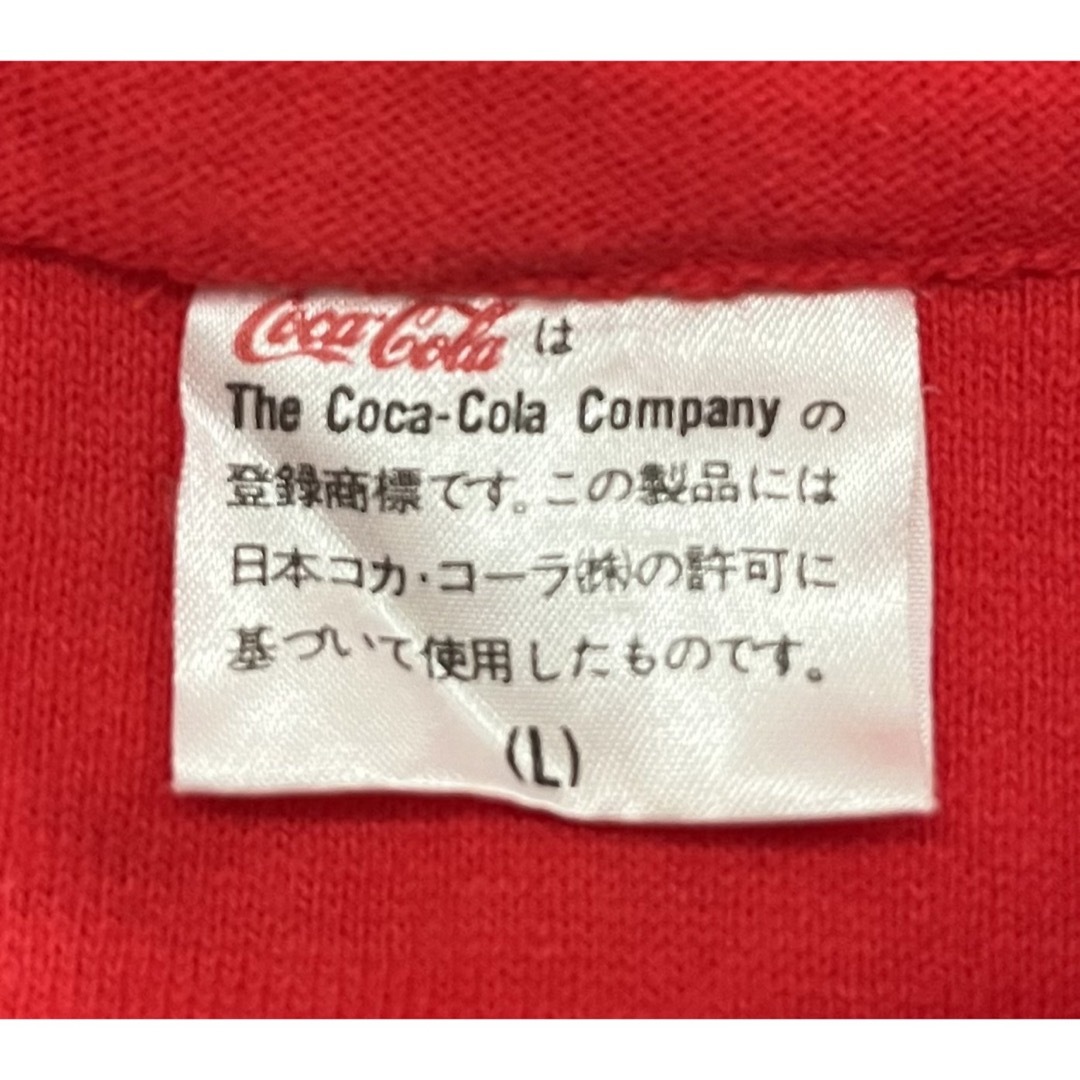 Coca-Cola は
The Coca-Cola Company の
登録商標です。この製品には
日本コカ・コーラ㈱の許可に
基づいて使用したものです。
(L)